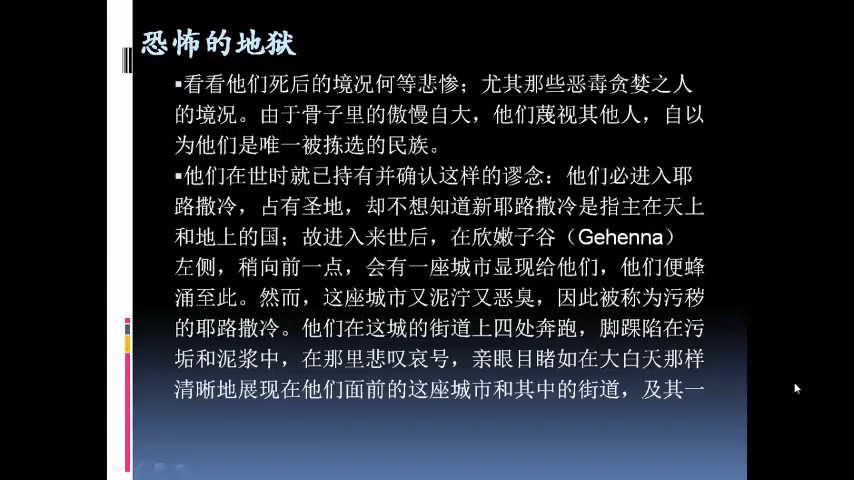 恐怖的地狱
▪看看他们死后的境况何等悲惨；尤其那些恶毒贪婪之人
的境况。由于骨子里的傲慢自大，他们蔑视其他人，自以
为他们是唯一被拣选的民族。
▪他们在世时就已持有并确认这样的谬念：他们必进入耶
路撒冷，占有圣地，却不想知道新耶路撒冷是指主在天上
和地上的国；故进入来世后，在欣嫩子谷（Gehenna）
左侧，稍向前一点，会有一座城市显现给他们，他们便蜂
涌至此。然而，这座城市又泥泞又恶臭，因此被称为污秽
的耶路撒冷。他们在这城的街道上四处奔跑，脚踝陷在污
垢和泥浆中，在那里悲叹哀号，亲眼目睹如在大白天那样
清晰地展现在他们面前的这座城市和其中的街道，及其一